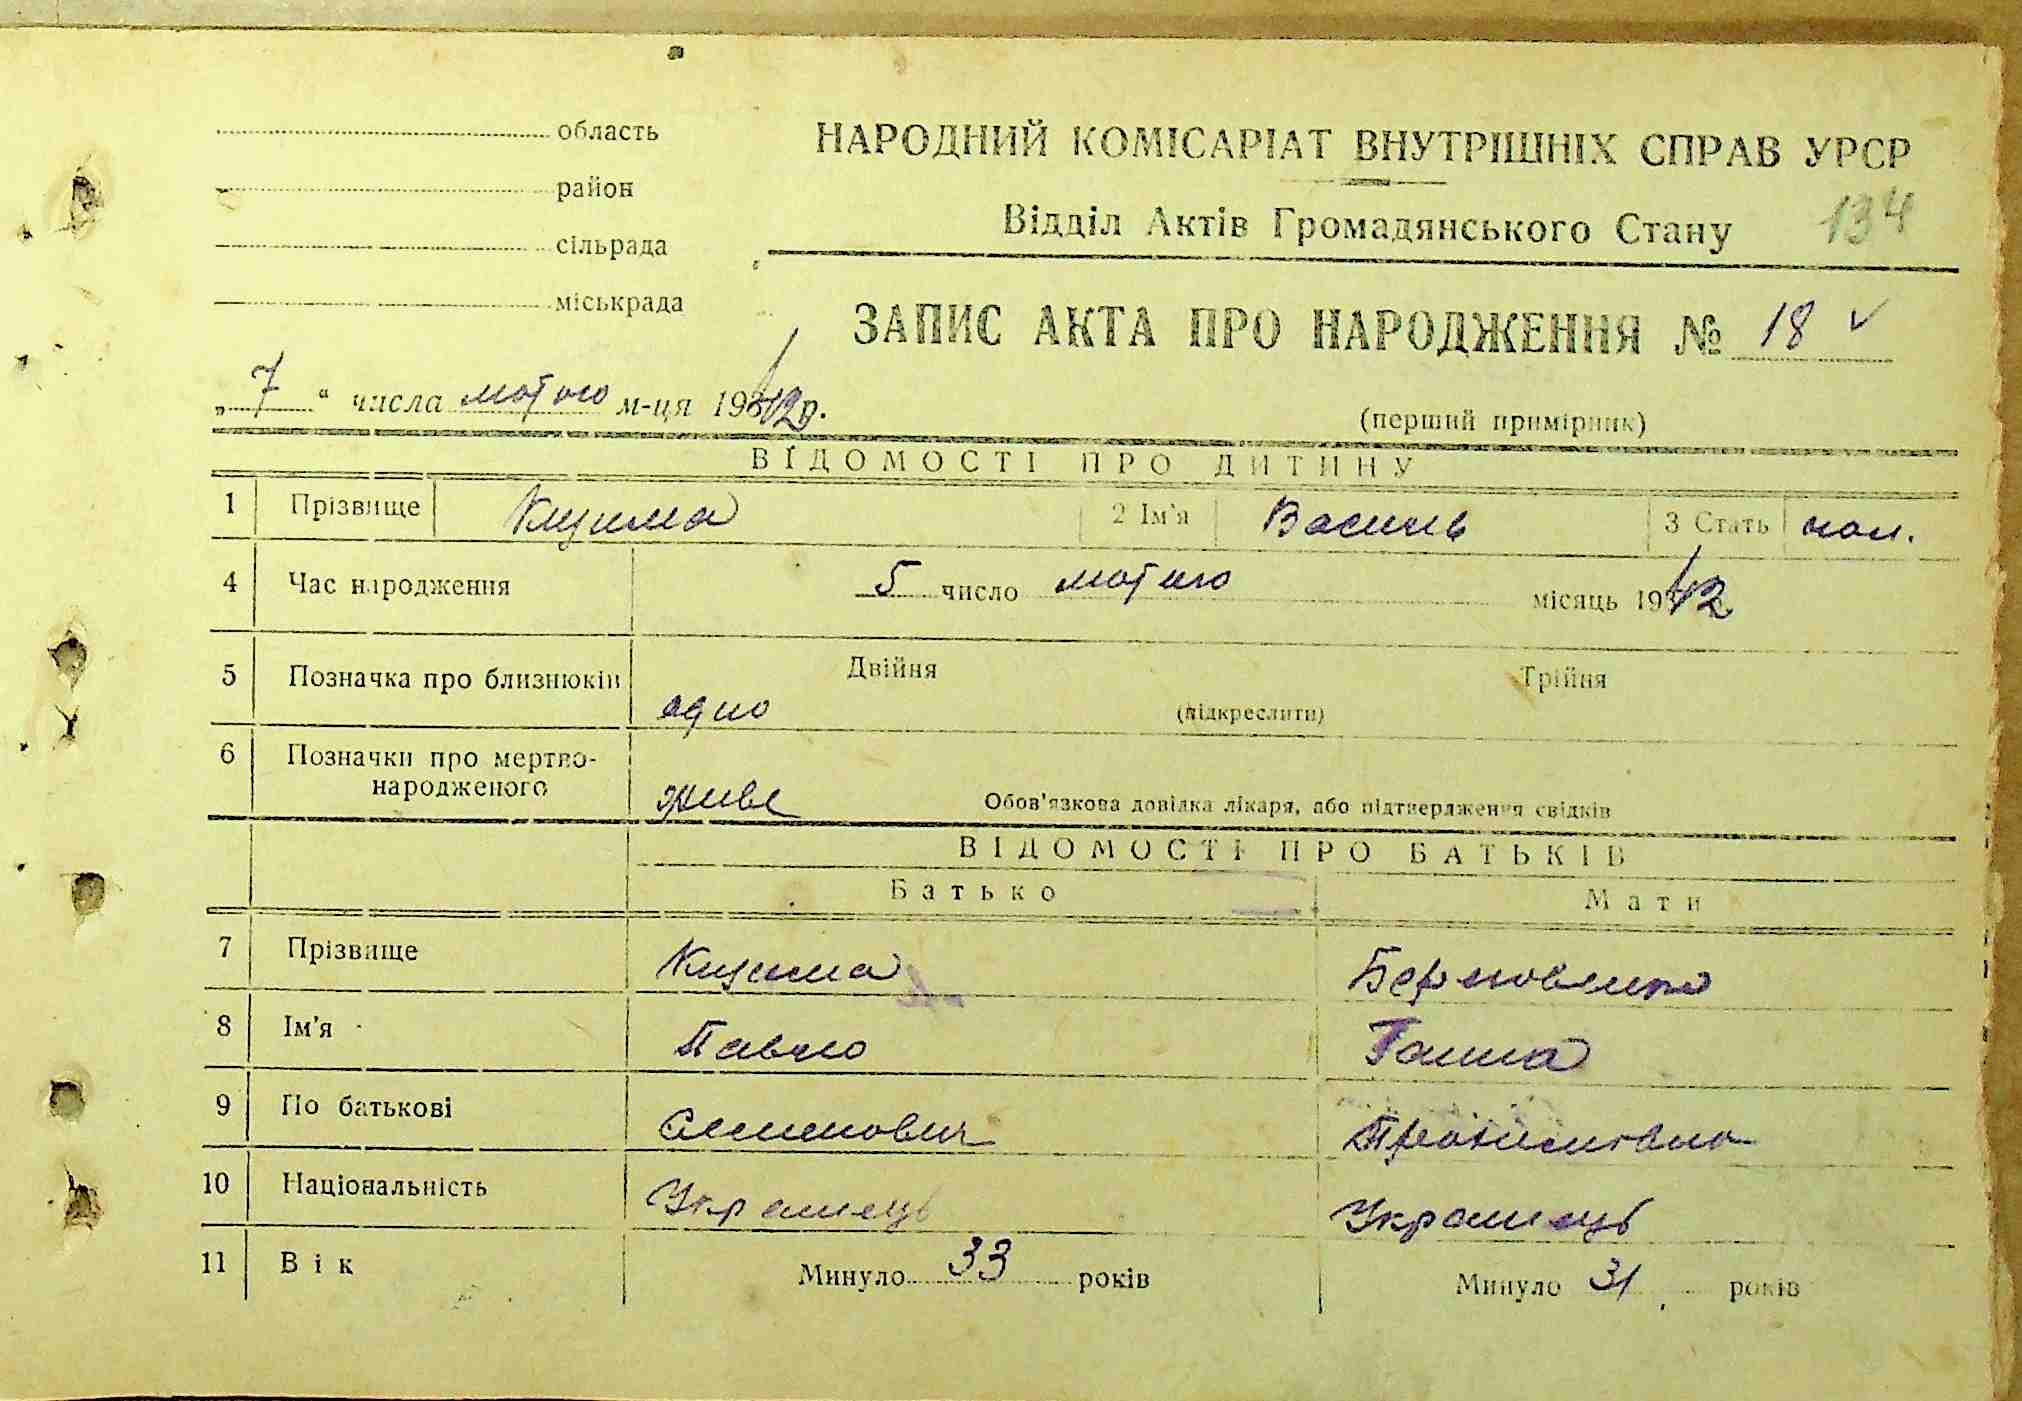 область
район
сільрада
міськрада
НАРОДНИЙ КОМІСАРІАТ ВНУТРІШНІХ СПРАВ УРСР
Відділ Актів Громадянського Стану 134
ЗАПИС АКТА ПРО НАРОДЖЕННЯ № 18
„7“ числа лютого м-ця 1942 р.
(перший примірник)
ВІДОМОСТІ ПРО ДИТИНУ
1 Прізвище Кизима 2 Ім'я Василь 3 Стать чол.
4 Час народження 5 число лютого місяць 1942
5 Позначка про близнюків Двійня Трійня
одно (підкреслити)
6 Позначки про мертво-
народженого живе Обов'язкова довідка лікаря, або підтвердження свідків
ВІДОМОСТІ ПРО БАТЬКІВ
Батько Мати
7 Прізвище Кизима
8 Ім'я Павло Ганна
9 По батькові Семенович
10 Національність Українець Українець
11 Вік Минуло 33 років Минуло 31 років